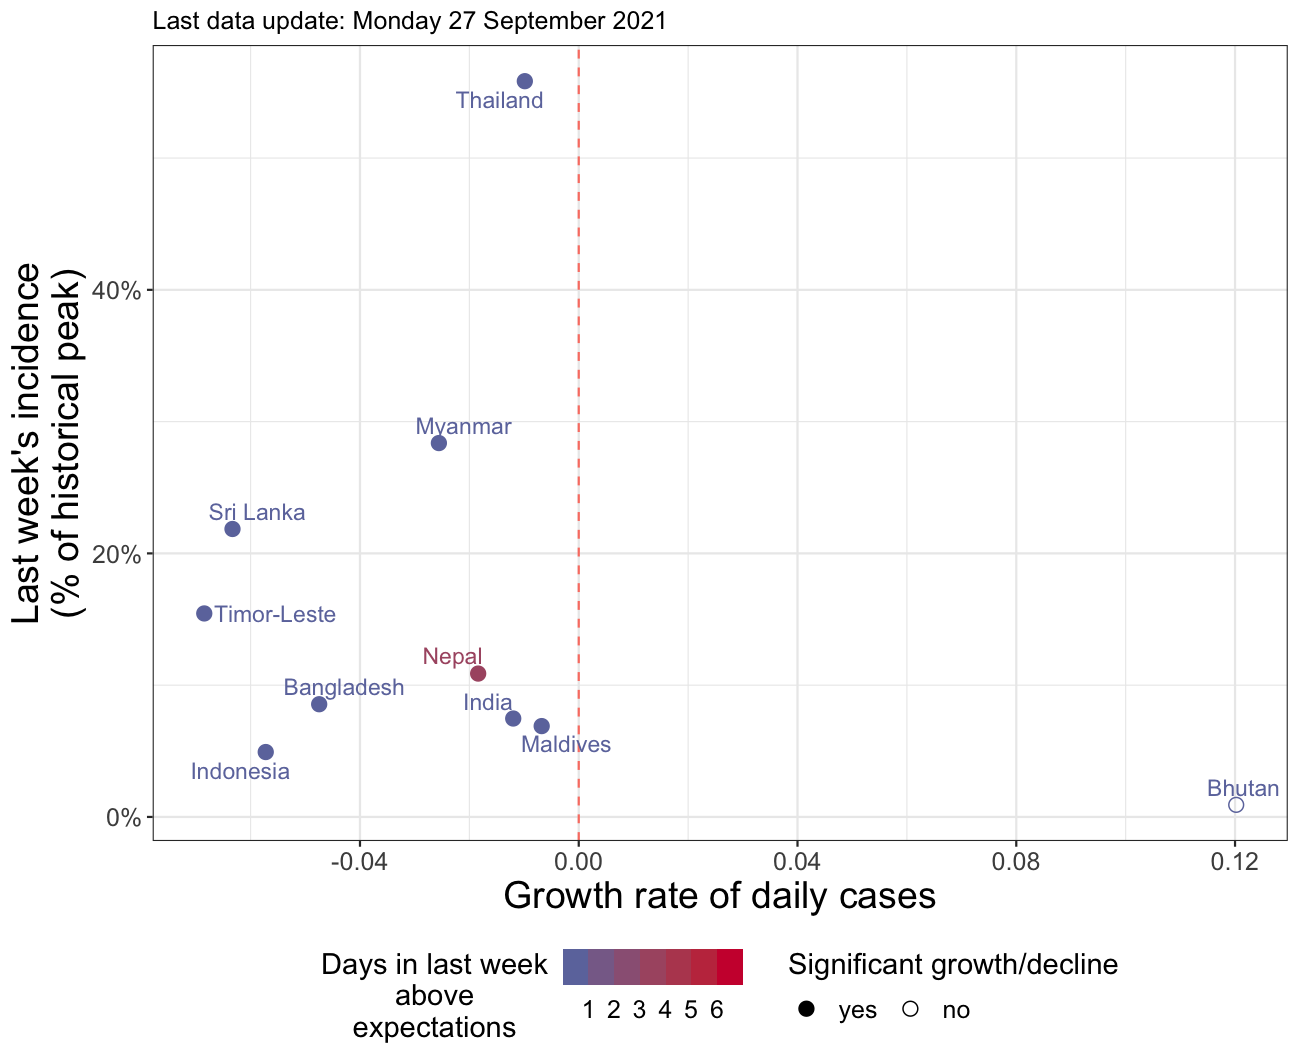 Last data update: Monday 27 September 2021
Last week's incidence
(% of historical peak)
40%
20%
0%
Thailand
Myanmar
Sri Lanka
Timor-Leste
Nepal
Bangladesh
India
Maldives
Indonesia
Bhutan
-0.04
0.00
0.04
0.08
0.12
Growth rate of daily cases
Days in last week
above
expectations
1 2 3 4 5 6
Significant growth/decline
yes no